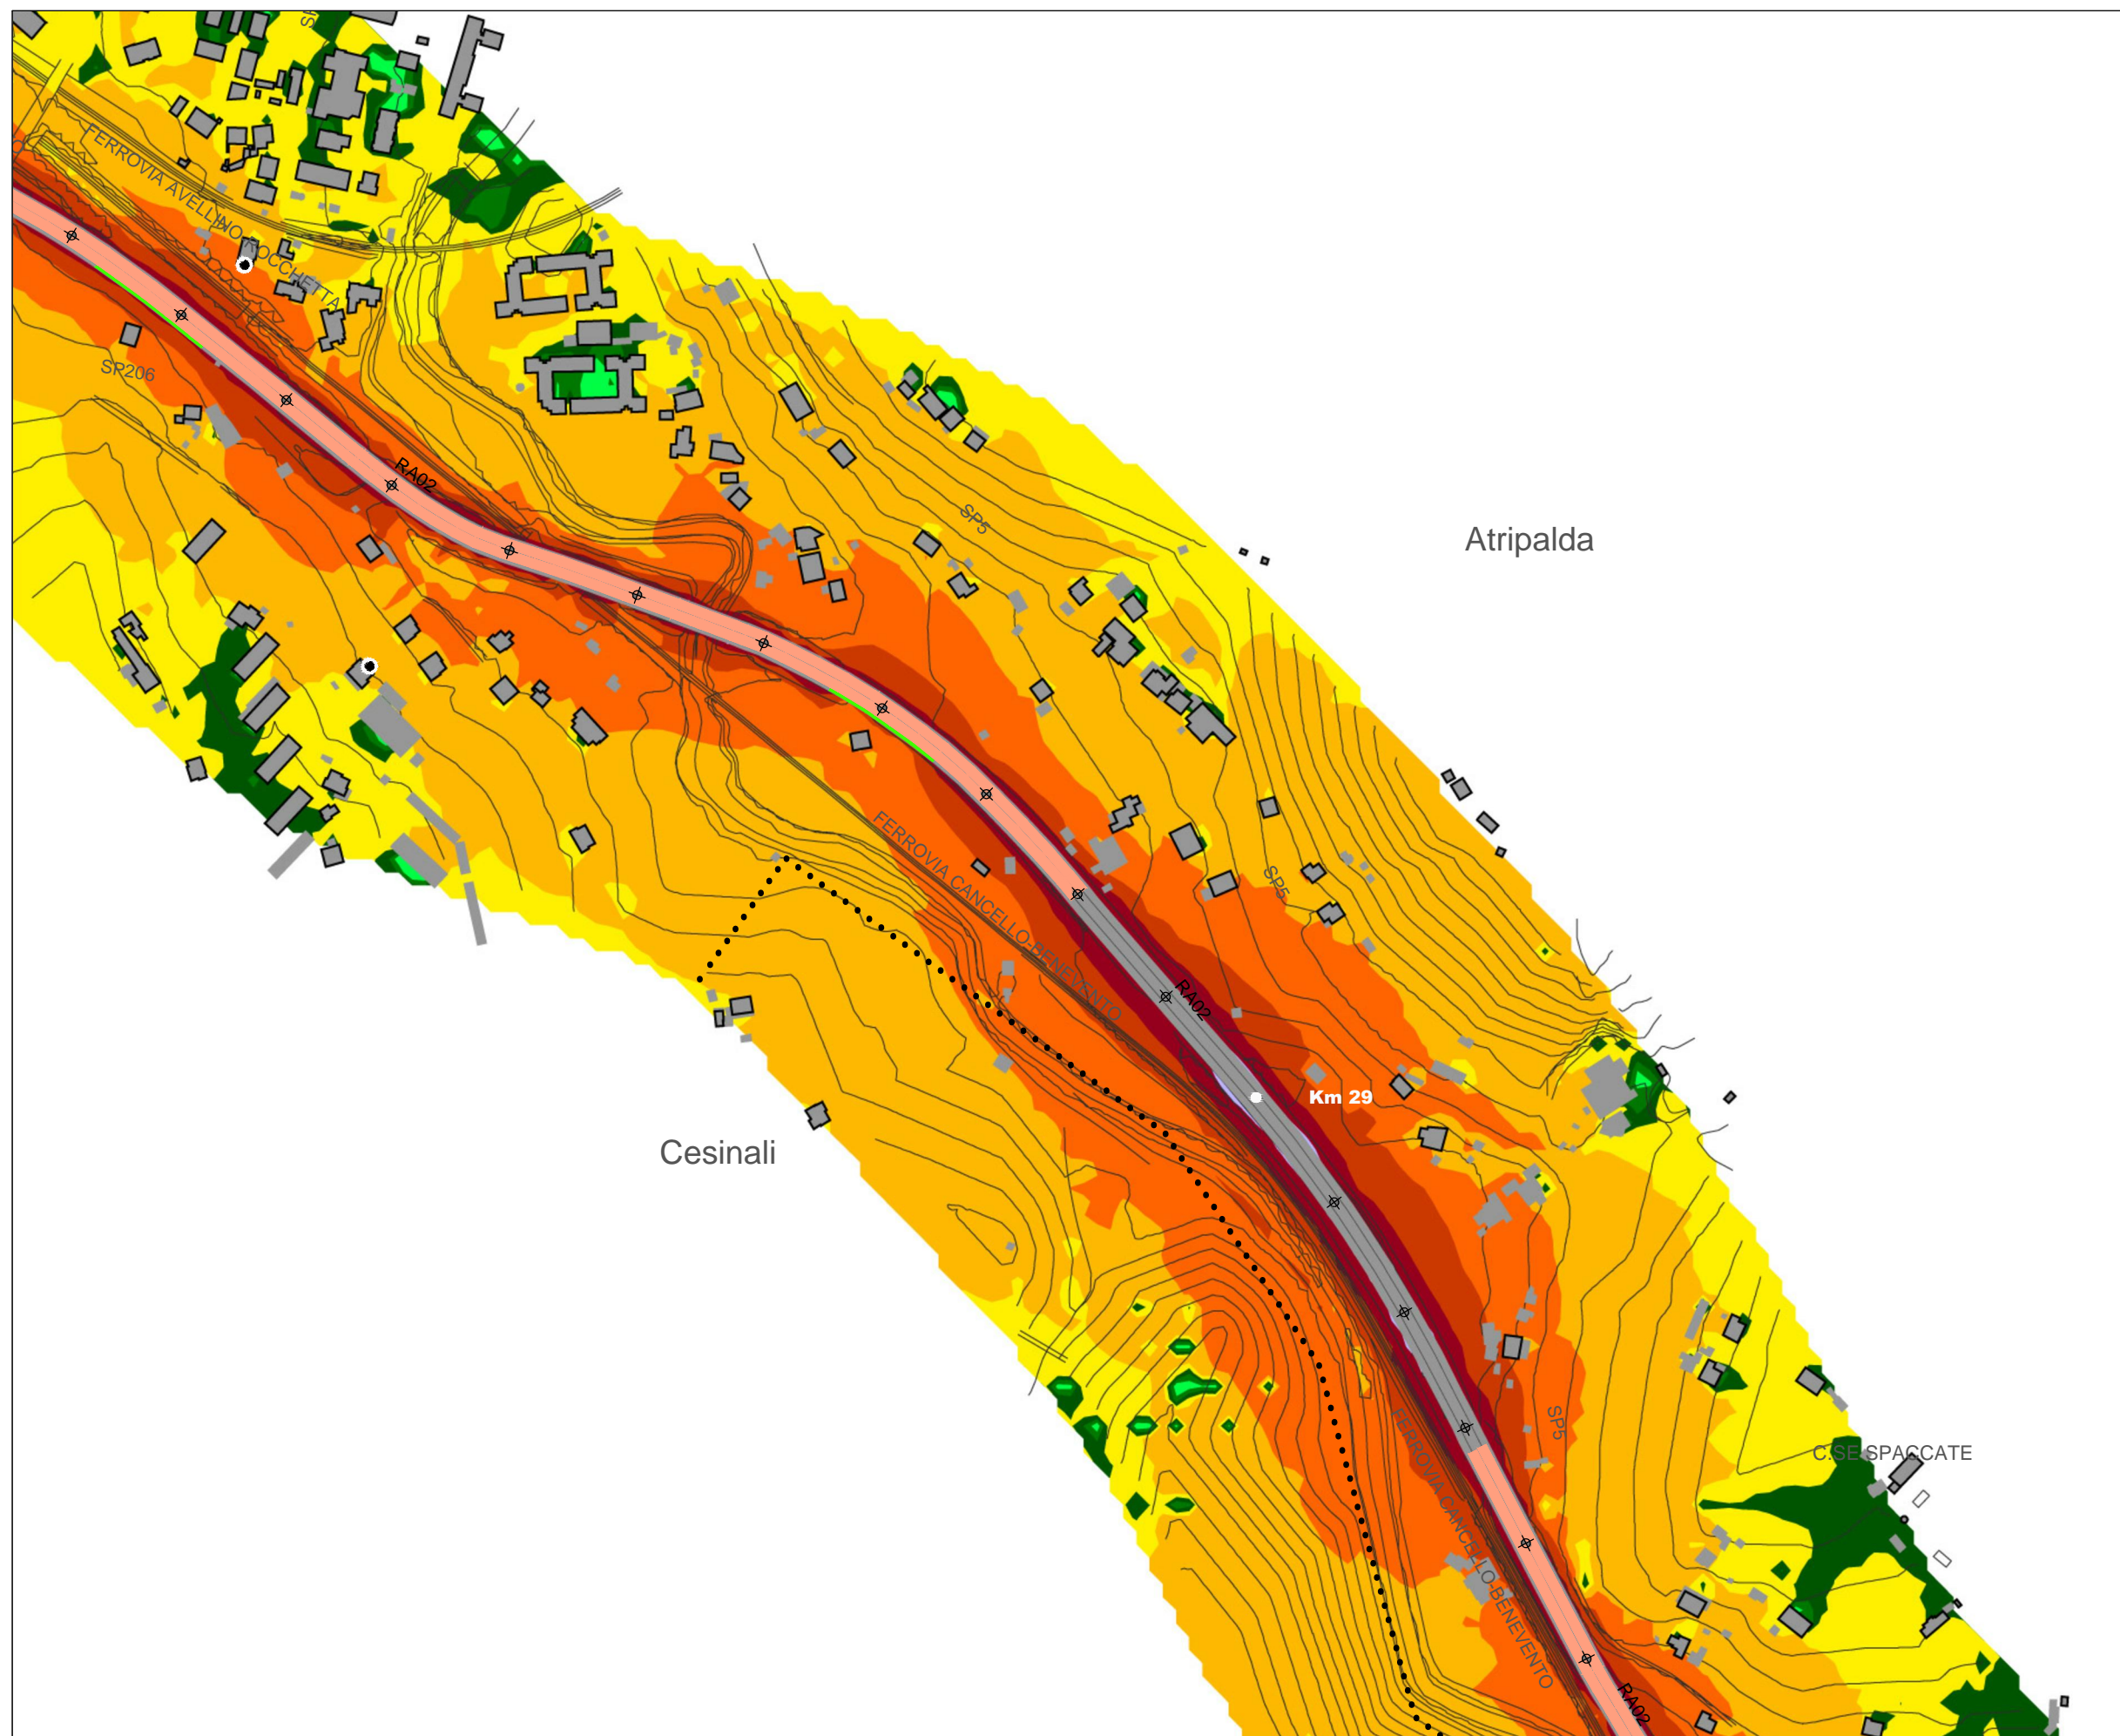 FERROVIA AVELLINO ROCCHETTA
SP206
RA02
SP5
Atripalda
FERROVIA CANCELLO-BENEVENTO
SP5
RA02
Km 29
Cesinali
SP5
C.SE SPACCATE
FERROVIA CANCELLO-BENEVENTO
RA02